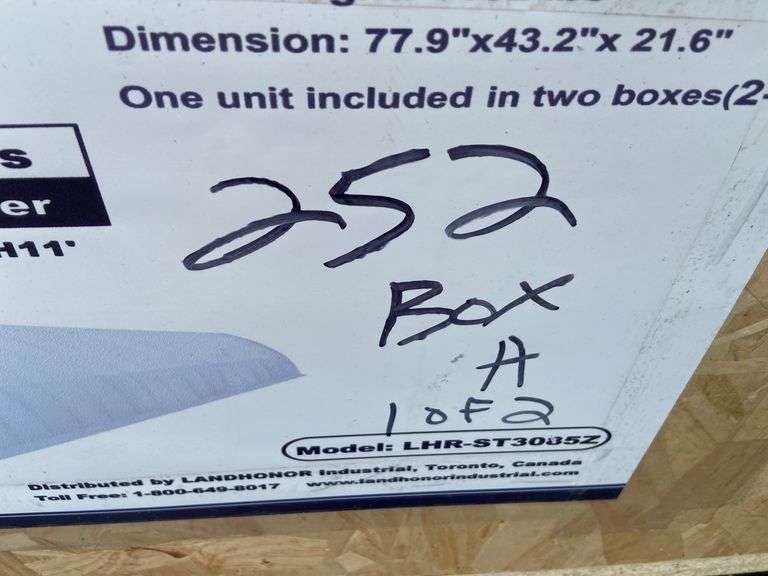 Dimension: 77.9"x43.2"x 21.6"
One unit included in two boxes(2-
s
er
H11'
252
Box
A
1 OF 2
Model: LHR-ST3085Z
Distributed by LANDHONOR Industrial, Toronto, Canada
Toll Free: 1-800-649-8017 www.landhonorindustrial.com